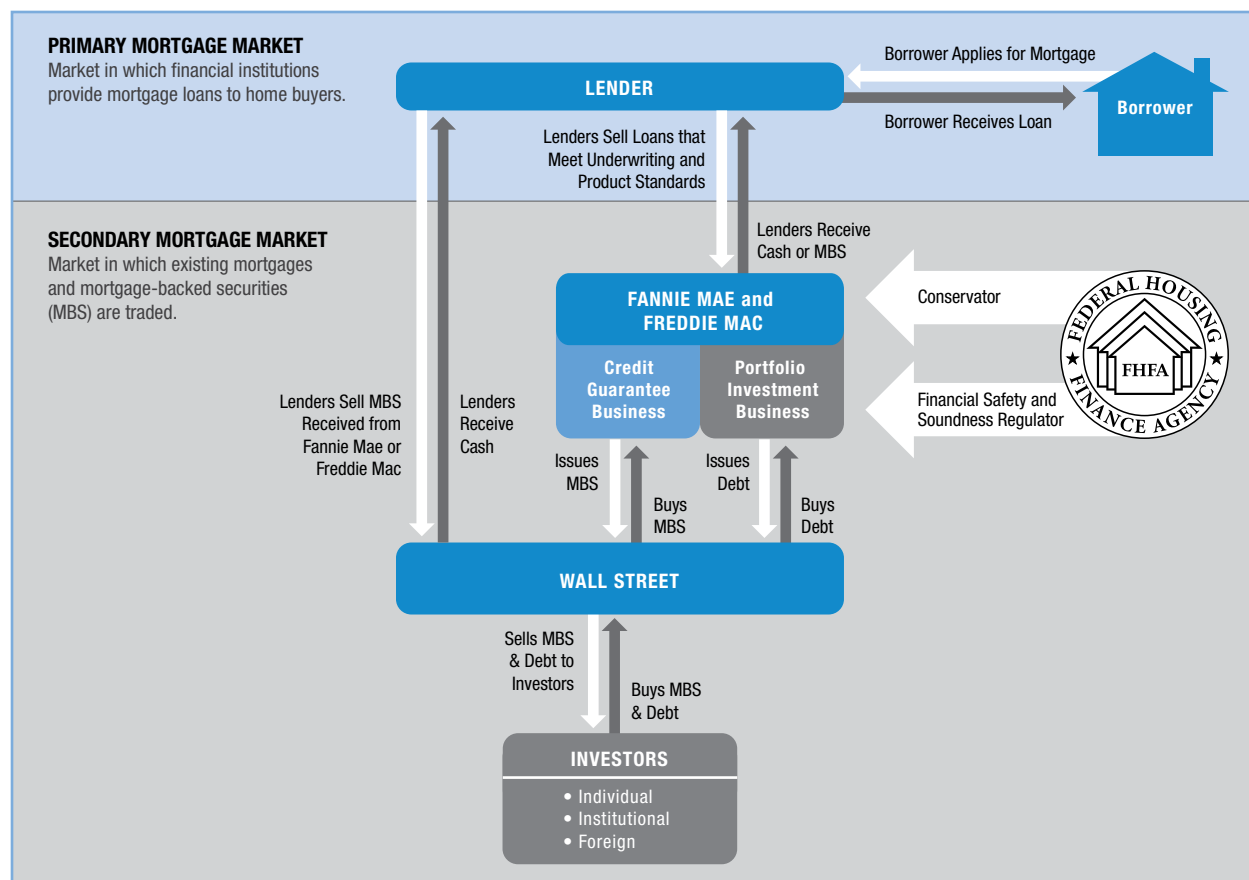 PRIMARY MORTGAGE MARKET
Market in which financial institutions
provide mortgage loans to home buyers.
LENDER
Borrower Applies for Mortgage
Borrower Receives Loan
Borrower
Lenders Sell Loans that
Meet Underwriting and
Product Standards
SECONDARY MORTGAGE MARKET
Market in which existing mortgages
and mortgage-backed securities
(MBS) are traded.
Lenders Receive
Cash or MBS
FANNIE MAE and
FREDDIE MAC
Credit
Guarantee
Business
Portfolio
Investment
Business
Conservator
Financial Safety and
Soundness Regulator
FEDERAL HOUSING
FINANCE AGENCY
FHFA
Lenders Sell MBS
Received from
Fannie Mae or
Freddie Mac
Lenders
Receive
Cash
Issues
MBS
Buys
MBS
Issues
Debt
Buys
Debt
WALL STREET
Sells MBS
& Debt to
Investors
Buys MBS
& Debt
INVESTORS
• Individual
• Institutional
• Foreign